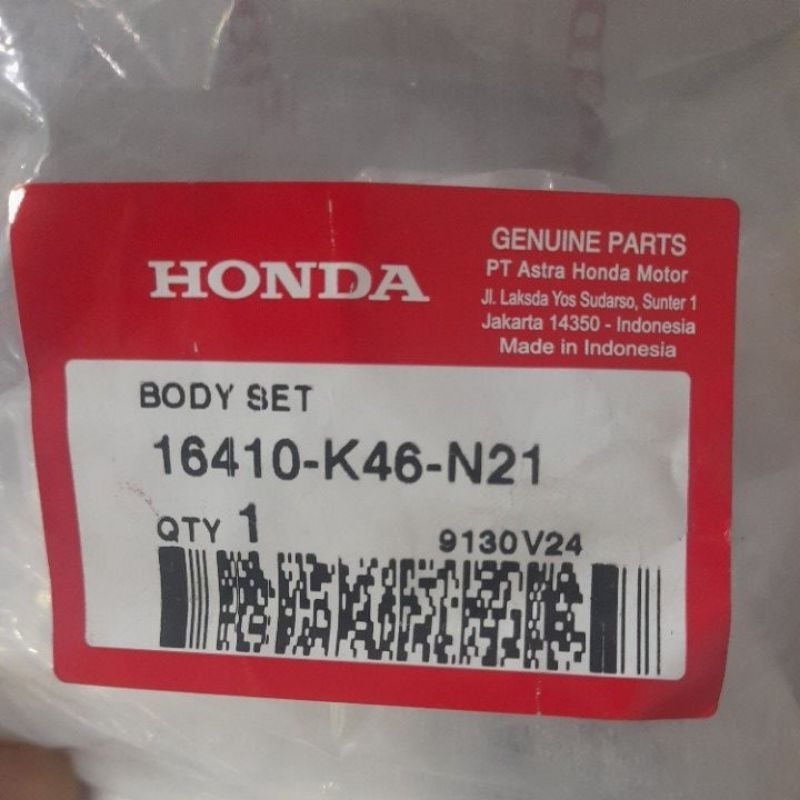 HONDA
GENUINE PARTS
PT Astra Honda Motor
Jl. Laksda Yos Sudarso, Sunter 1
Jakarta 14350 - Indonesia
Made in Indonesia
BODY SET
16410-K46-N21
QTY 1
9130V24